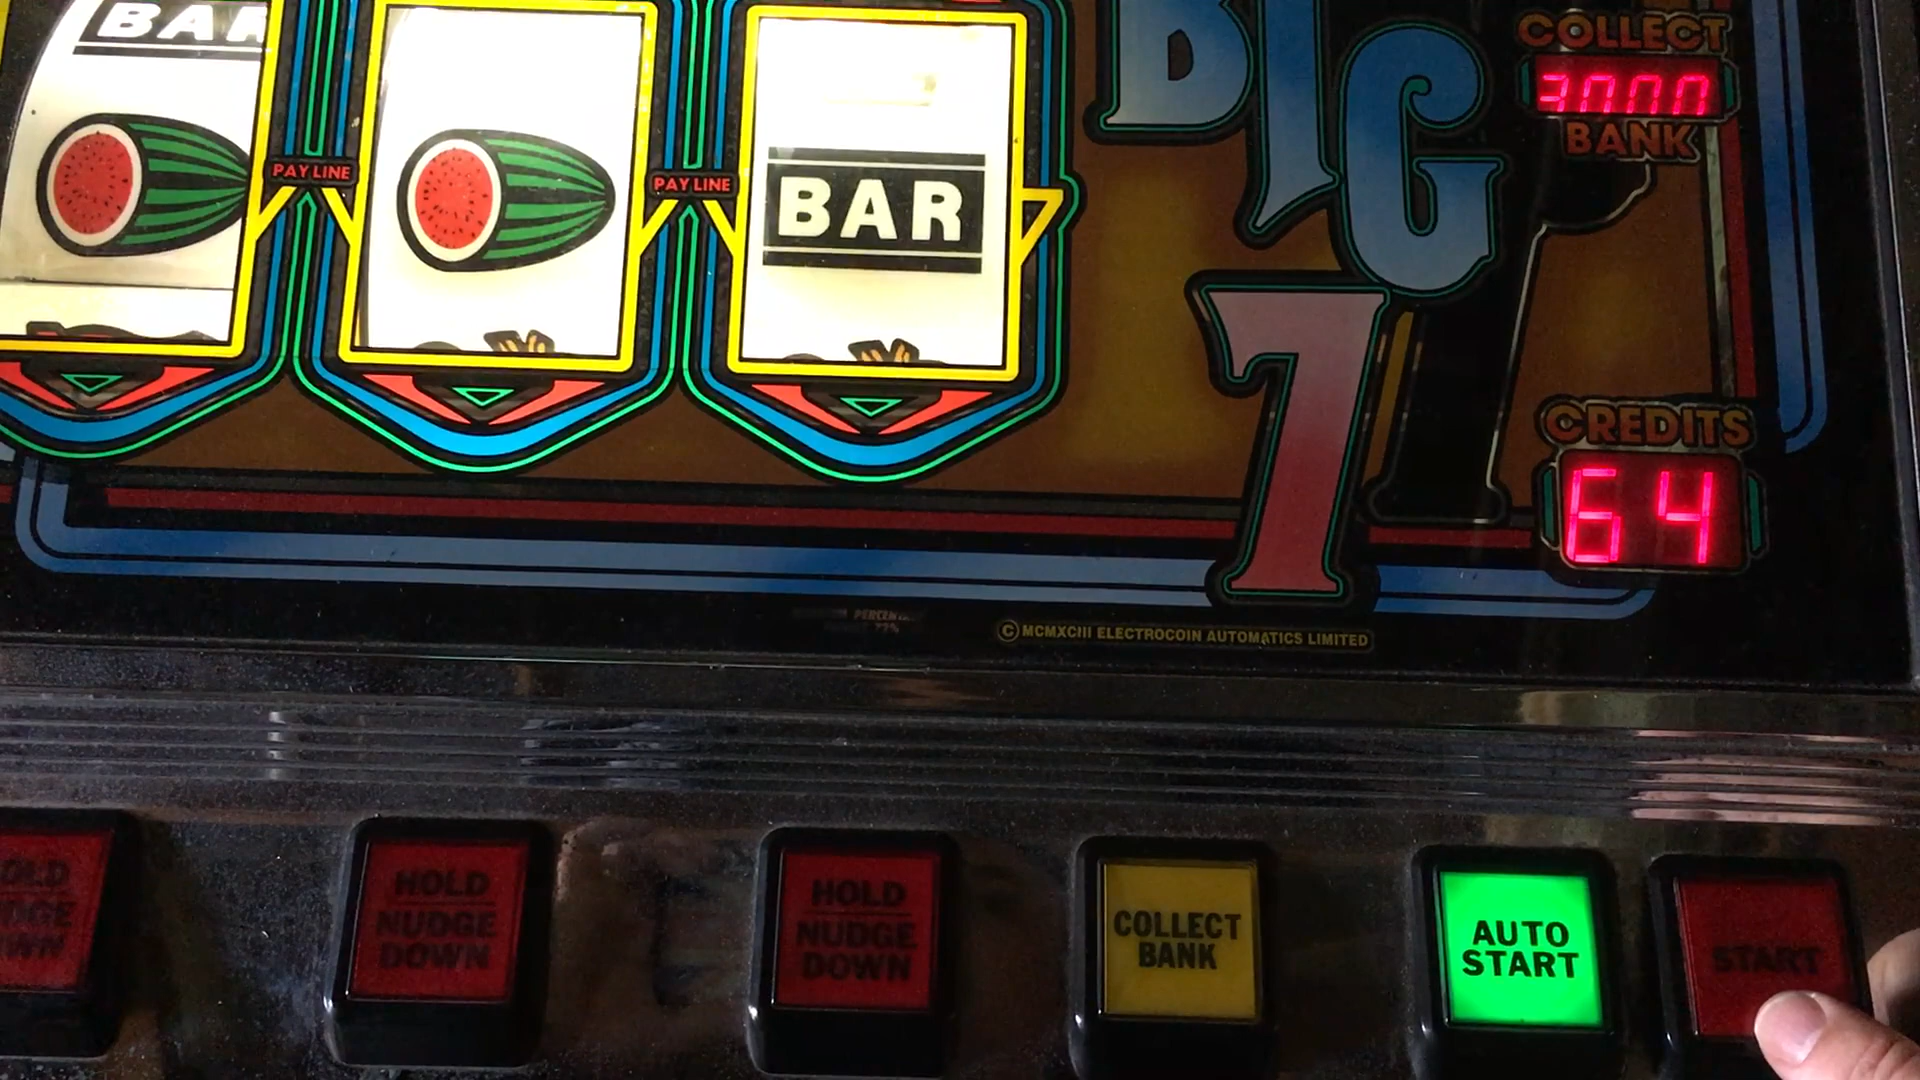 BAR
PAY LINE
PAY LINE
BAR
BIG
7
COLLECT
3000
BANK
CREDITS
64
PERCENTAGE
© MCMXCIII ELECTROCOIN AUTOMATICS LIMITED
HOLD
NUDGE
DOWN
HOLD
NUDGE
DOWN
COLLECT
BANK
AUTO
START
START